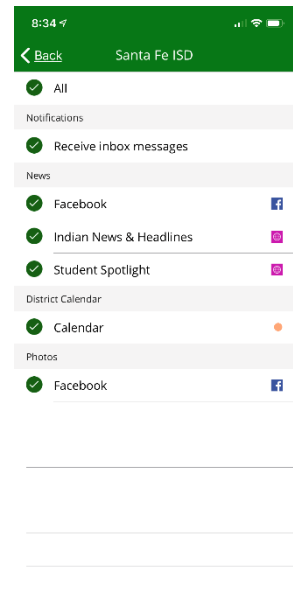 8:34
Back Santa Fe ISD
All
Notifications
Receive inbox messages
News
Facebook
Indian News & Headlines
Student Spotlight
District Calendar
Calendar
Photos
Facebook